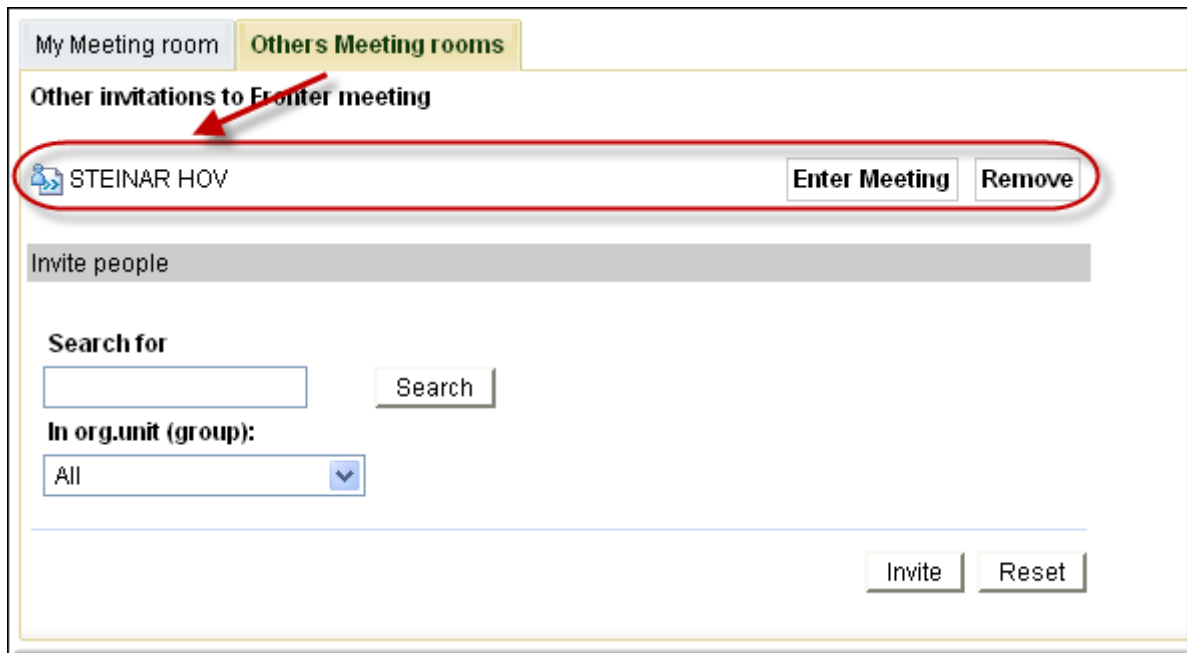 My Meeting room Others Meeting rooms
Other invitations to Fronter meeting
STEINAR HOV Enter Meeting Remove
Invite people
Search for
Search
In org.unit (group):
All
Invite Reset